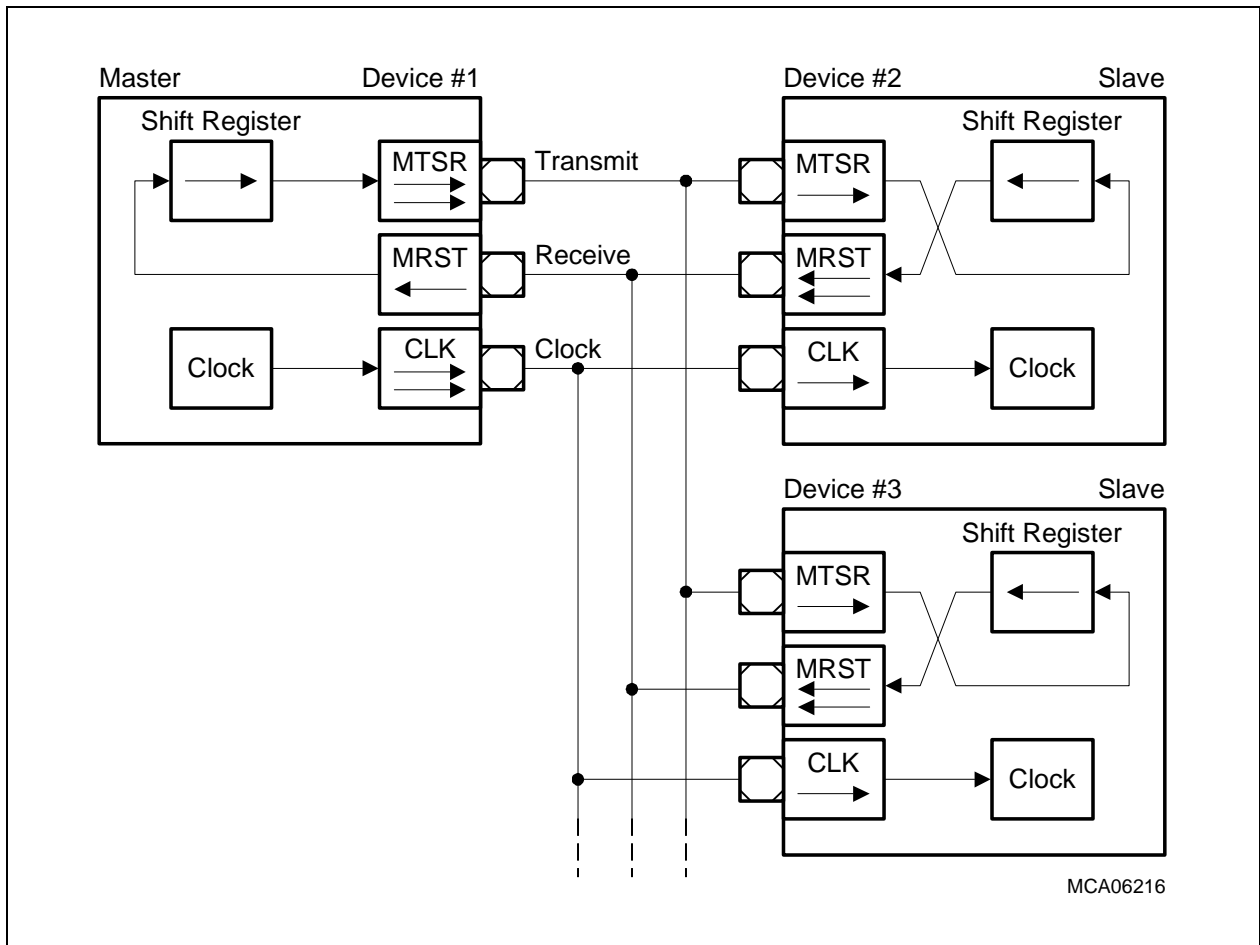 Master Device #1
Shift Register
MTSR
Transmit
MRST
Receive
Clock
CLK
Clock
Device #2 Slave
Shift Register
MTSR
MRST
CLK
Clock
Device #3 Slave
Shift Register
MTSR
MRST
CLK
Clock
MCA06216